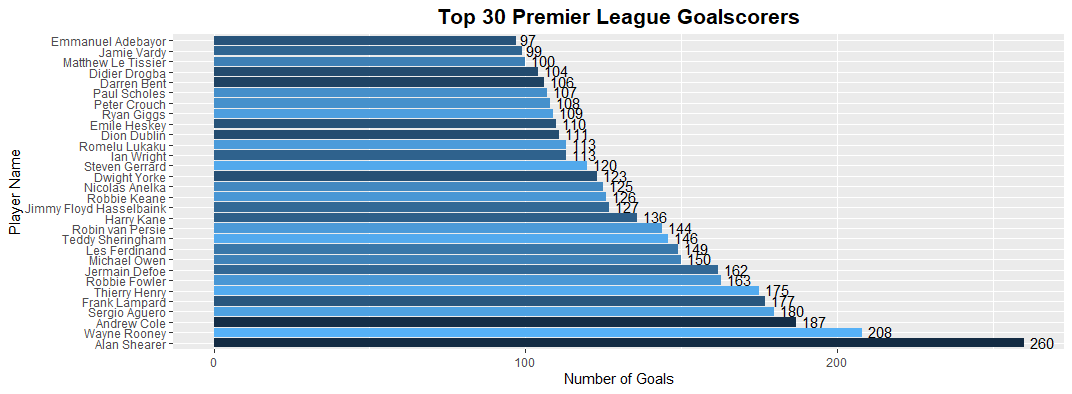 Top 30 Premier League Goalscorers
Player Name
Emmanuel Adebayor 97
Jamie Vardy 99
Matthew Le Tissier 100
Didier Drogba 104
Darren Bent 106
Paul Scholes 107
Peter Crouch 108
Ryan Giggs 109
Emile Heskey 110
Dion Dublin 111
Romelu Lukaku 113
Ian Wright 113
Steven Gerrard 120
Dwight Yorke 123
Nicolas Anelka 125
Robbie Keane 126
Jimmy Floyd Hasselbaink 127
Harry Kane 136
Robin van Persie 144
Teddy Sheringham 146
Les Ferdinand 149
Michael Owen 150
Jermain Defoe 162
Robbie Fowler 163
Thierry Henry 175
Frank Lampard 177
Sergio Agüero 180
Andrew Cole 187
Wayne Rooney 208
Alan Shearer 260
0 100 200
Number of Goals